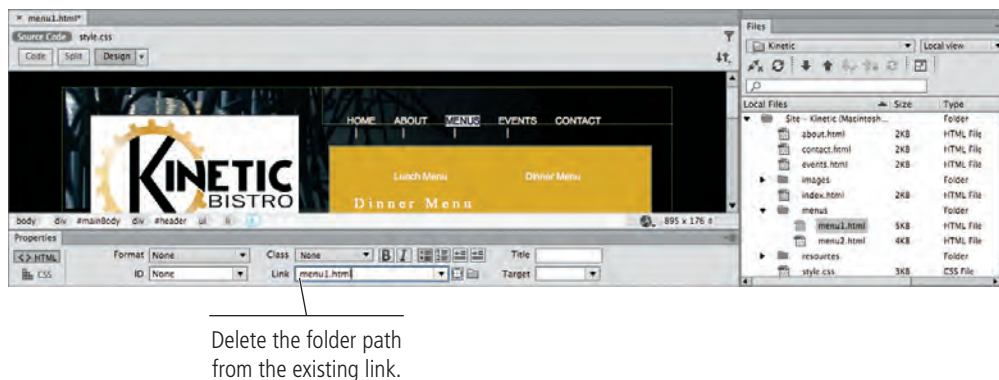 × menu1.html*
Source Code style.css
Code Split Design
HOME ABOUT MENUS EVENTS CONTACT
KINETIC
BISTRO
Lunch Menu Dinner Menu
Dinner Menu
body div #mainBody div #header ul li
895 x 176
Properties
<> HTML Format None Class None B I Title
CSS ID None Link menu1.html Target
Files
Kinetic Local view
Local Files Size Type
Site - Kinetic (Macintosh... Folder
about.html 2KB HTML File
contact.html 2KB HTML File
events.html 2KB HTML File
images Folder
index.html 2KB HTML File
menus Folder
menu1.html 5KB HTML File
menu2.html 4KB HTML File
resources Folder
style.css 3KB CSS File
Delete the folder path
from the existing link.